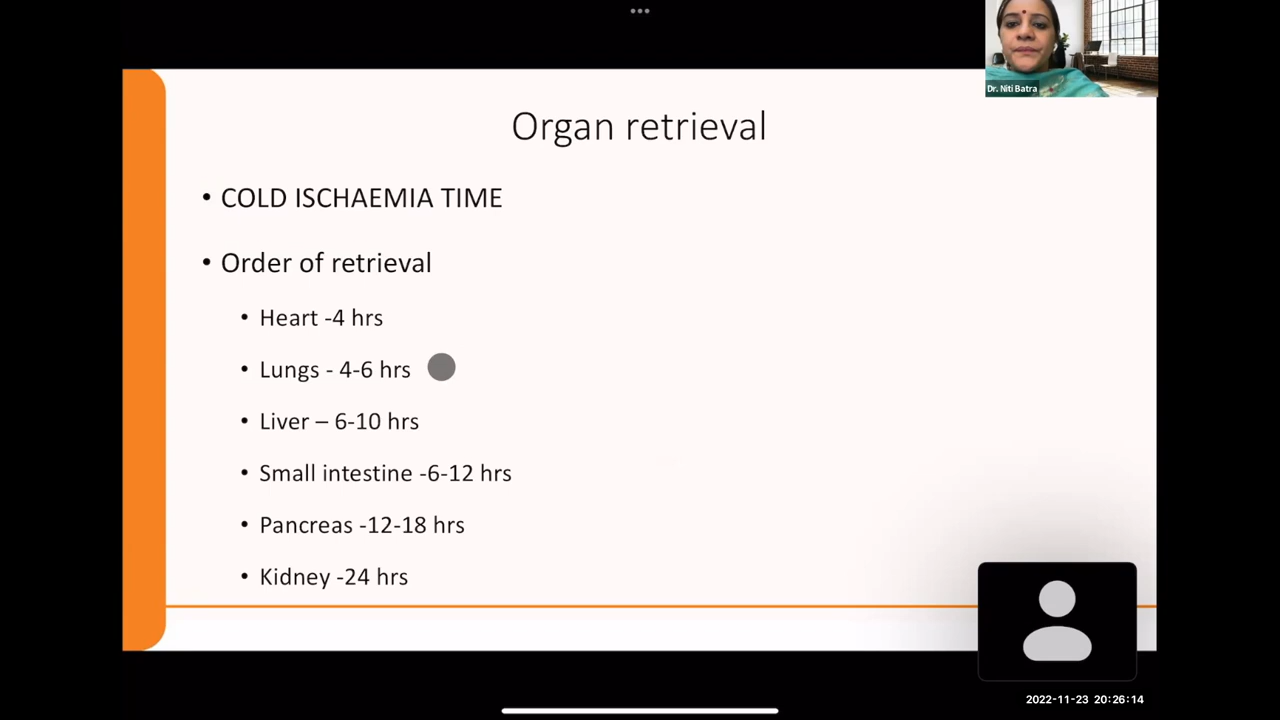 Dr. Niti Batra
Organ retrieval
• COLD ISCHAEMIA TIME
• Order of retrieval
• Heart -4 hrs
• Lungs - 4-6 hrs
• Liver – 6-10 hrs
• Small intestine -6-12 hrs
• Pancreas -12-18 hrs
• Kidney -24 hrs
2022-11-23 20:26:14